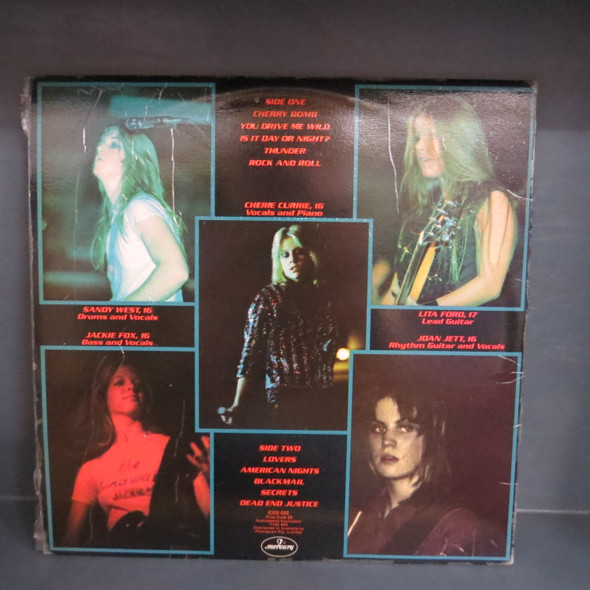 SIDE ONE
CHERRY BOMB
YOU DRIVE ME WILD
IS IT DAY OR NIGHT?
THUNDER
ROCK AND ROLL
CHERIE CURRIE, 16
Vocals and Piano
SANDY WEST, 16
Drums and Vocals
LITA FORD, 17
Lead Guitar
JACKIE FOX, 16
Bass and Vocals
JOAN JETT, 16
Rhythm Guitar and Vocals
the
JACKIE
SIDE TWO
LOVERS
AMERICAN NIGHTS
BLACKMAIL
SECRETS
DEAD END JUSTICE
mercury